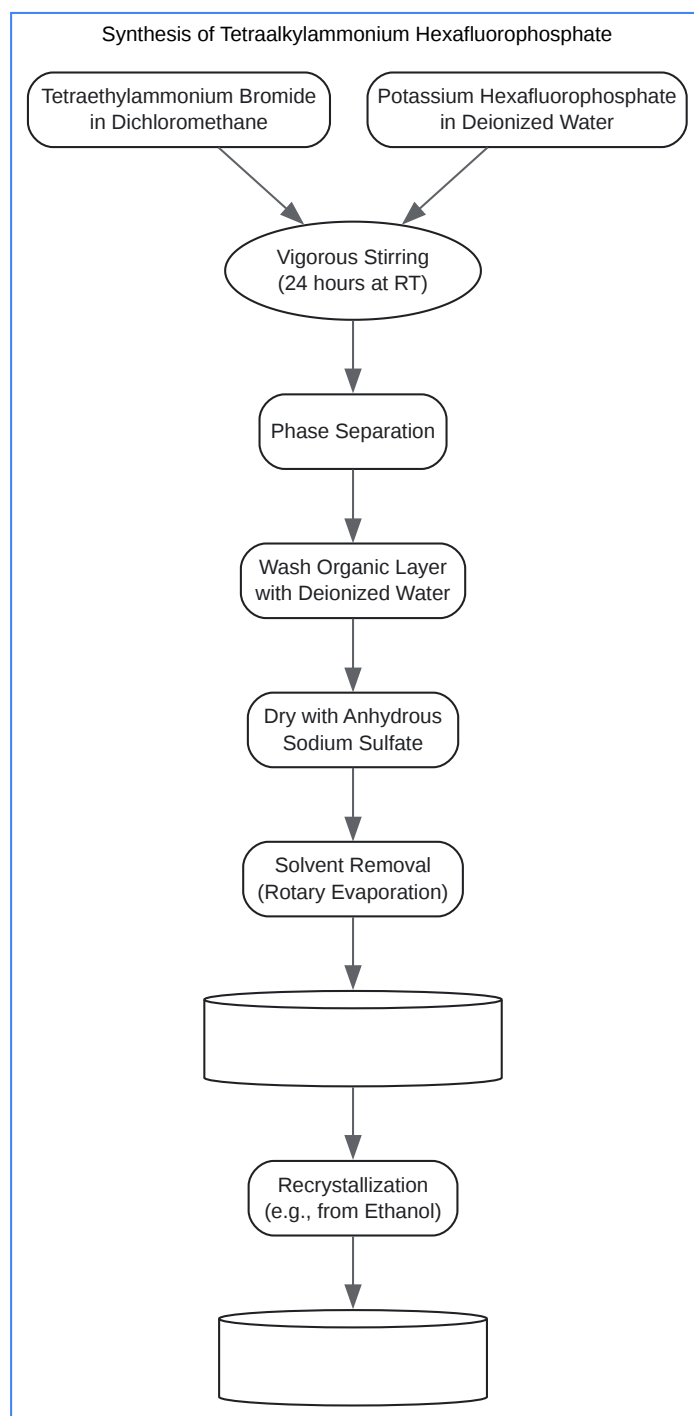 Synthesis of Tetraalkylammonium Hexafluorophosphate
Tetraethylammonium Bromide
in Dichloromethane
Potassium Hexafluorophosphate
in Deionized Water
Vigorous Stirring
(24 hours at RT)
Phase Separation
Wash Organic Layer
with Deionized Water
Dry with Anhydrous
Sodium Sulfate
Solvent Removal
(Rotary Evaporation)
Recrystallization
(e.g., from Ethanol)